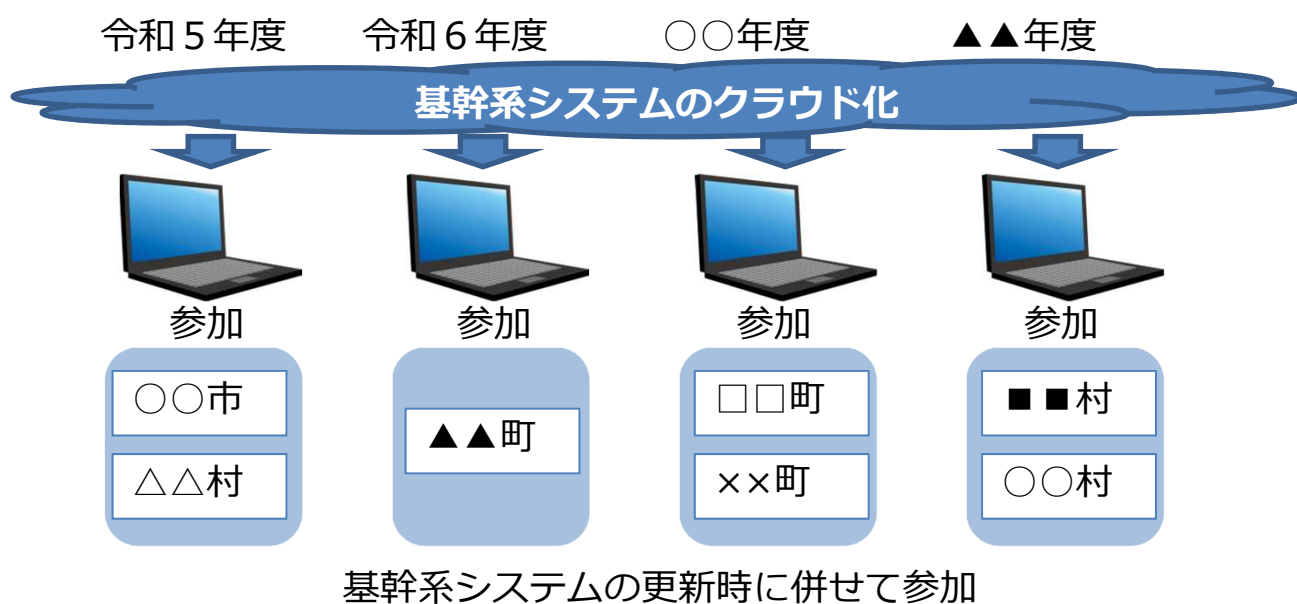 令和５年度 令和６年度 ○○年度 ▲▲年度
基幹系システムのクラウド化
参加 参加 参加 参加
○○市 ▲▲町 □□町 ■■村
△△村 ××町 ○○村
基幹系システムの更新時に併せて参加